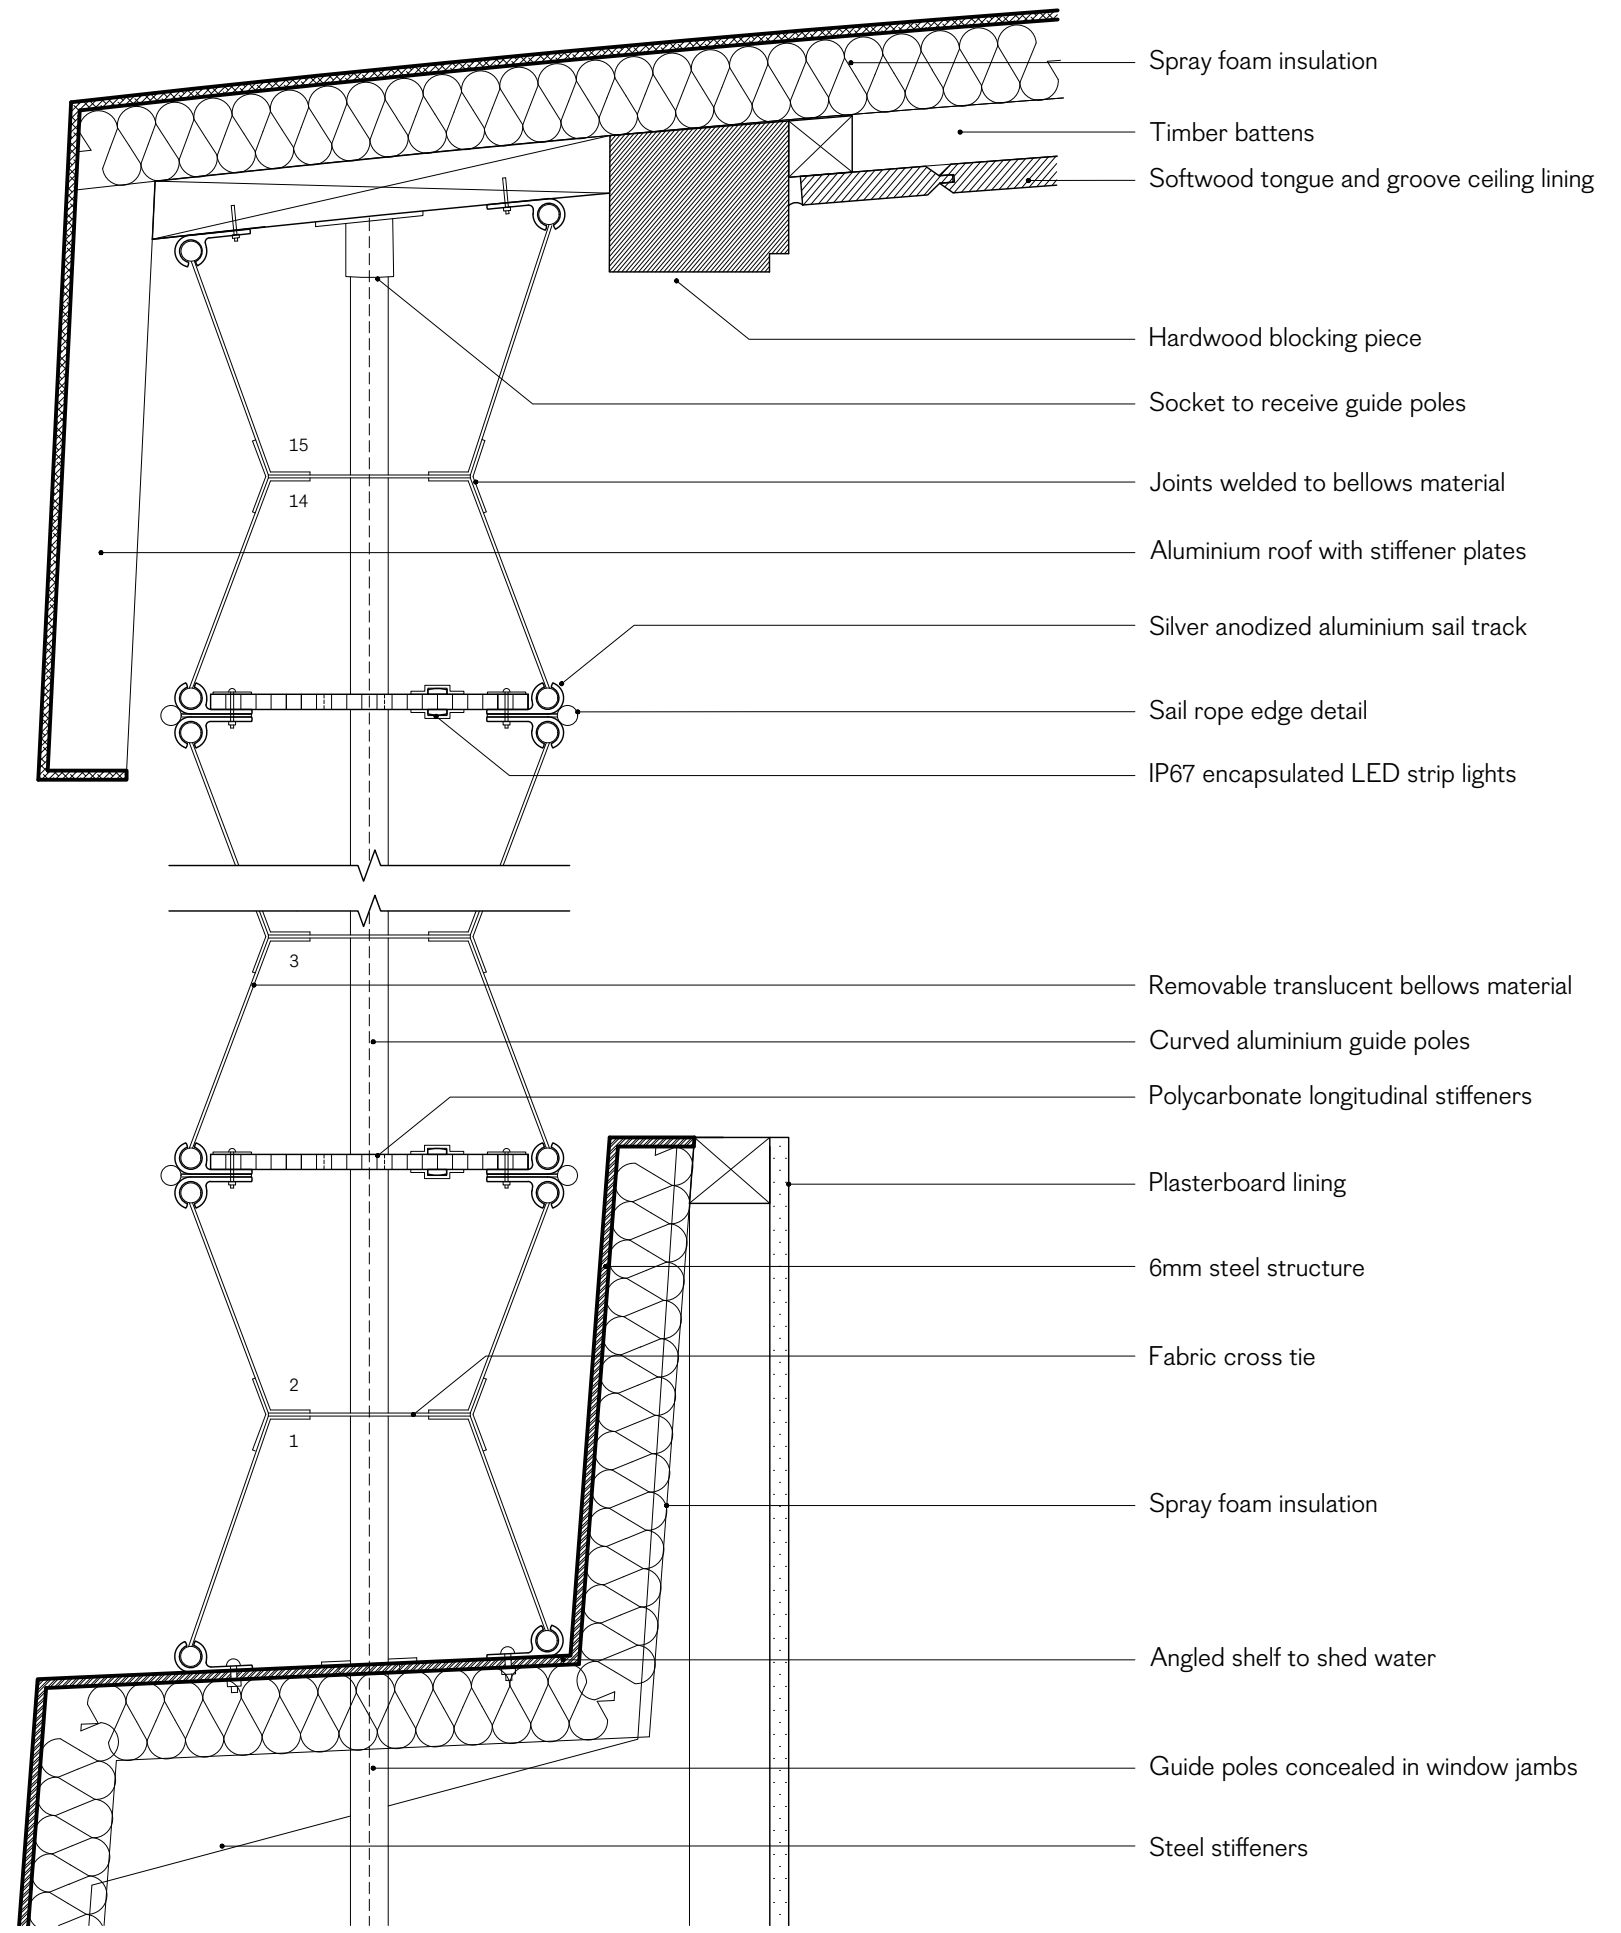 Spray foam insulation
Timber battens
Softwood tongue and groove ceiling lining
Hardwood blocking piece
Socket to receive guide poles
15
Joints welded to bellows material
14
Aluminium roof with stiffener plates
Silver anodized aluminium sail track
Sail rope edge detail
IP67 encapsulated LED strip lights
3
Removable translucent bellows material
Curved aluminium guide poles
Polycarbonate longitudinal stiffeners
Plasterboard lining
6mm steel structure
Fabric cross tie
2
1
Spray foam insulation
Angled shelf to shed water
Guide poles concealed in window jambs
Steel stiffeners